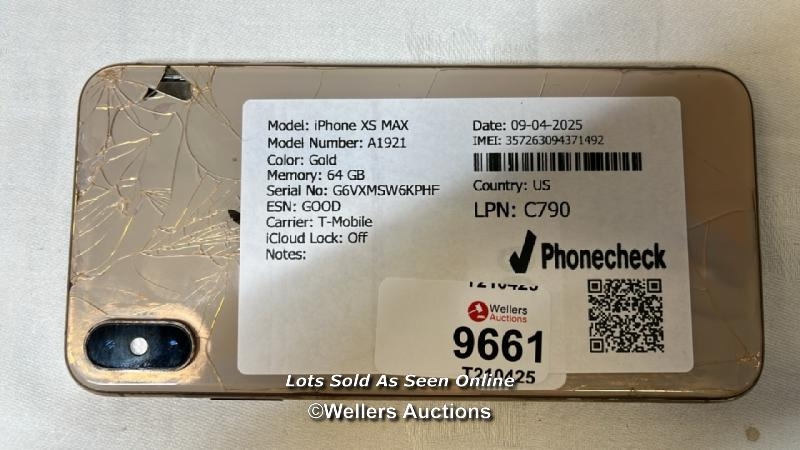 Model: iPhone XS MAX
Model Number: A1921
Color: Gold
Memory: 64 GB
Serial No: G6VXMSW6KPHF
ESN: GOOD
Carrier: T-Mobile
iCloud Lock: Off
Notes:
Date: 09-04-2025
IMEI: 357263094371492
Country: US
LPN: C790
Phonecheck
T210425
Wellers
Auctions
9661
T210425
Lots Sold As Seen Online
©Wellers Auctions